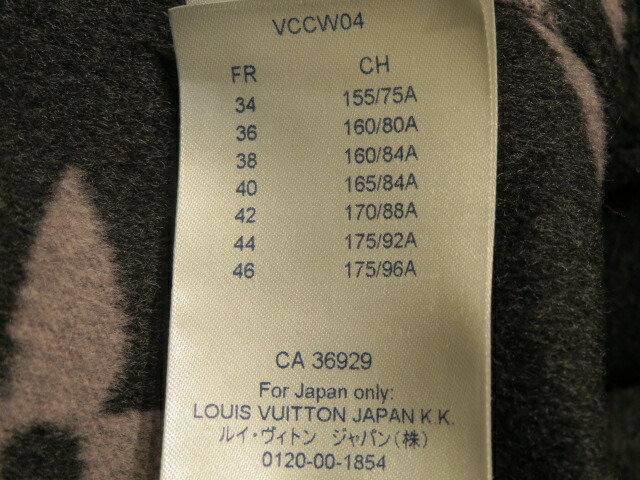 VCCW04
FR CH
34 155/75A
36 160/80A
38 160/84A
40 165/84A
42 170/88A
44 175/92A
46 175/96A
CA 36929
For Japan only:
LOUIS VUITTON JAPAN K.K.
ルイ・ヴィトン ジャパン(株)
0120-00-1854